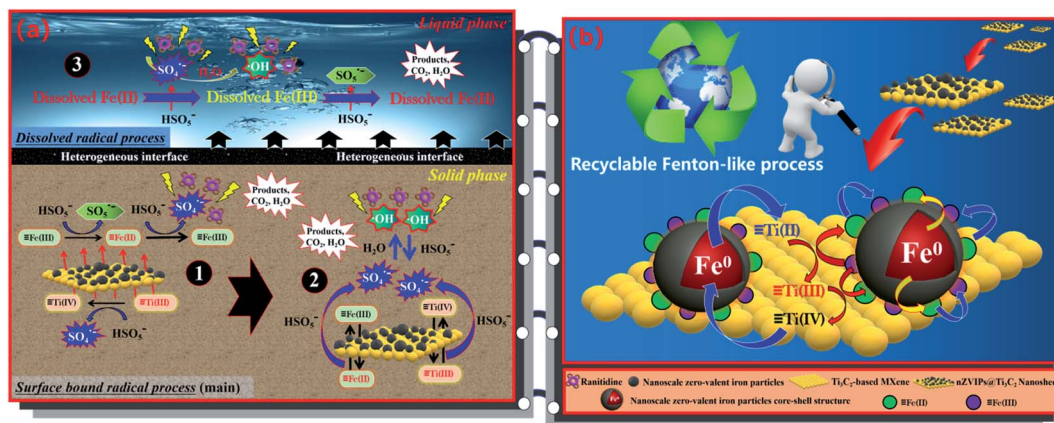 (a)
Liquid phase
3
SO₄•⁻
H₂O
•OH
SO₅•⁻
Products,
CO₂, H₂O
Dissolved Fe(II)
Dissolved Fe(III)
Dissolved Fe(II)
HSO₅⁻
HSO₅⁻
Dissolved radical process
Heterogeneous interface
Heterogeneous interface
Solid phase
HSO₅⁻
SO₅•⁻
HSO₅⁻
SO₄•⁻
Products,
CO₂, H₂O
≡Fe(III)
≡Fe(II)
≡Fe(III)
1
≡Ti(IV)
≡Ti(III)
SO₄•⁻
HSO₅⁻
Products,
CO₂, H₂O
•OH
•OH
H₂O
HSO₅⁻
2
SO₄•⁻
SO₄•⁻
HSO₅⁻
≡Fe(III)
≡Ti(IV)
HSO₅⁻
≡Fe(II)
≡Ti(III)
Surface bound radical process (main)
(b)
Recyclable Fenton-like process
Fe⁰
≡Ti(II)
≡Ti(III)
≡Ti(IV)
Fe⁰
Ranitidine
Nanoscale zero-valent iron particles
Ti₃C₂-based MXene
nZVIPs@Ti₃C₂ Nanoshe
Fe⁰
Nanoscale zero-valent iron particles core-shell structure
≡Fe(II)
≡Fe(III)